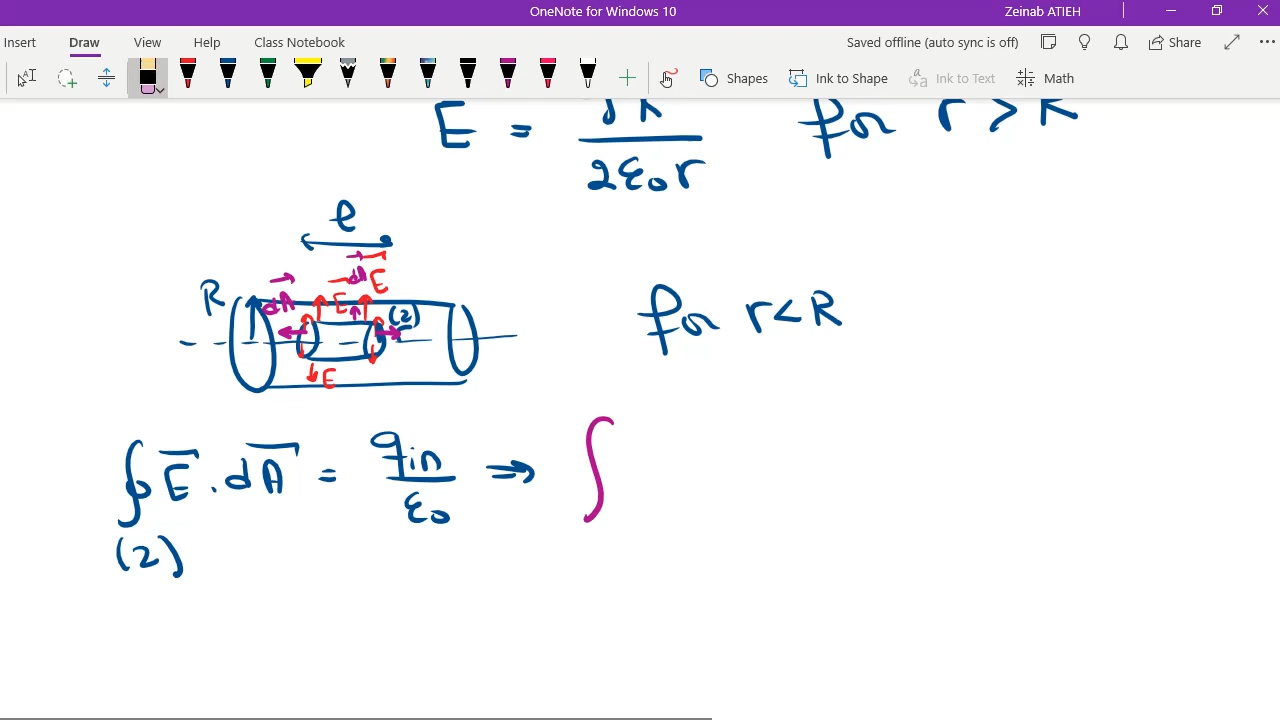 OneNote for Windows 10
Zeinab ATIEH
Insert Draw View Help Class Notebook
Saved offline (auto sync is off) Share
Shapes Ink to Shape Ink to Text Math
E = 2ε₀r for r > R
l
dA E
R dA E (2)
E
for r < R
∮ E . dA = qin / ε₀ ⇒ ∫
(2)